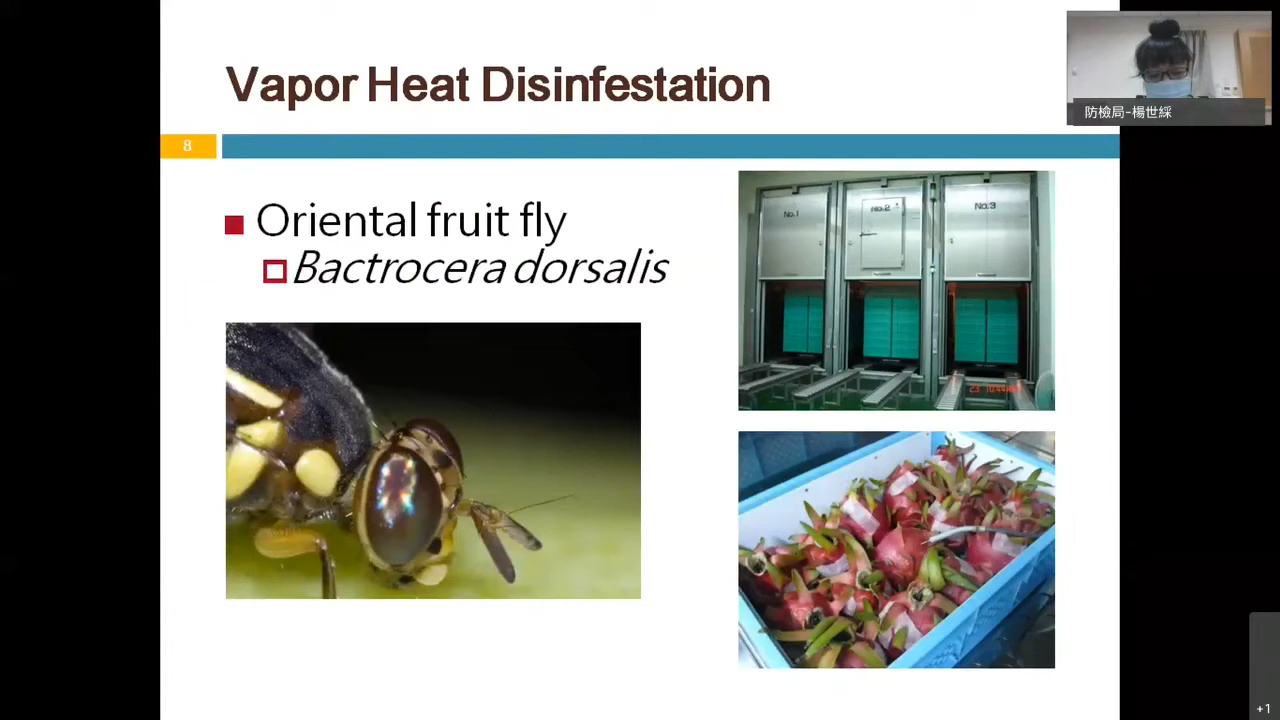 Vapor Heat Disinfestation
防檢局-楊世綵
8
Oriental fruit fly
Bactrocera dorsalis
No.1
No.2
No.3
+1